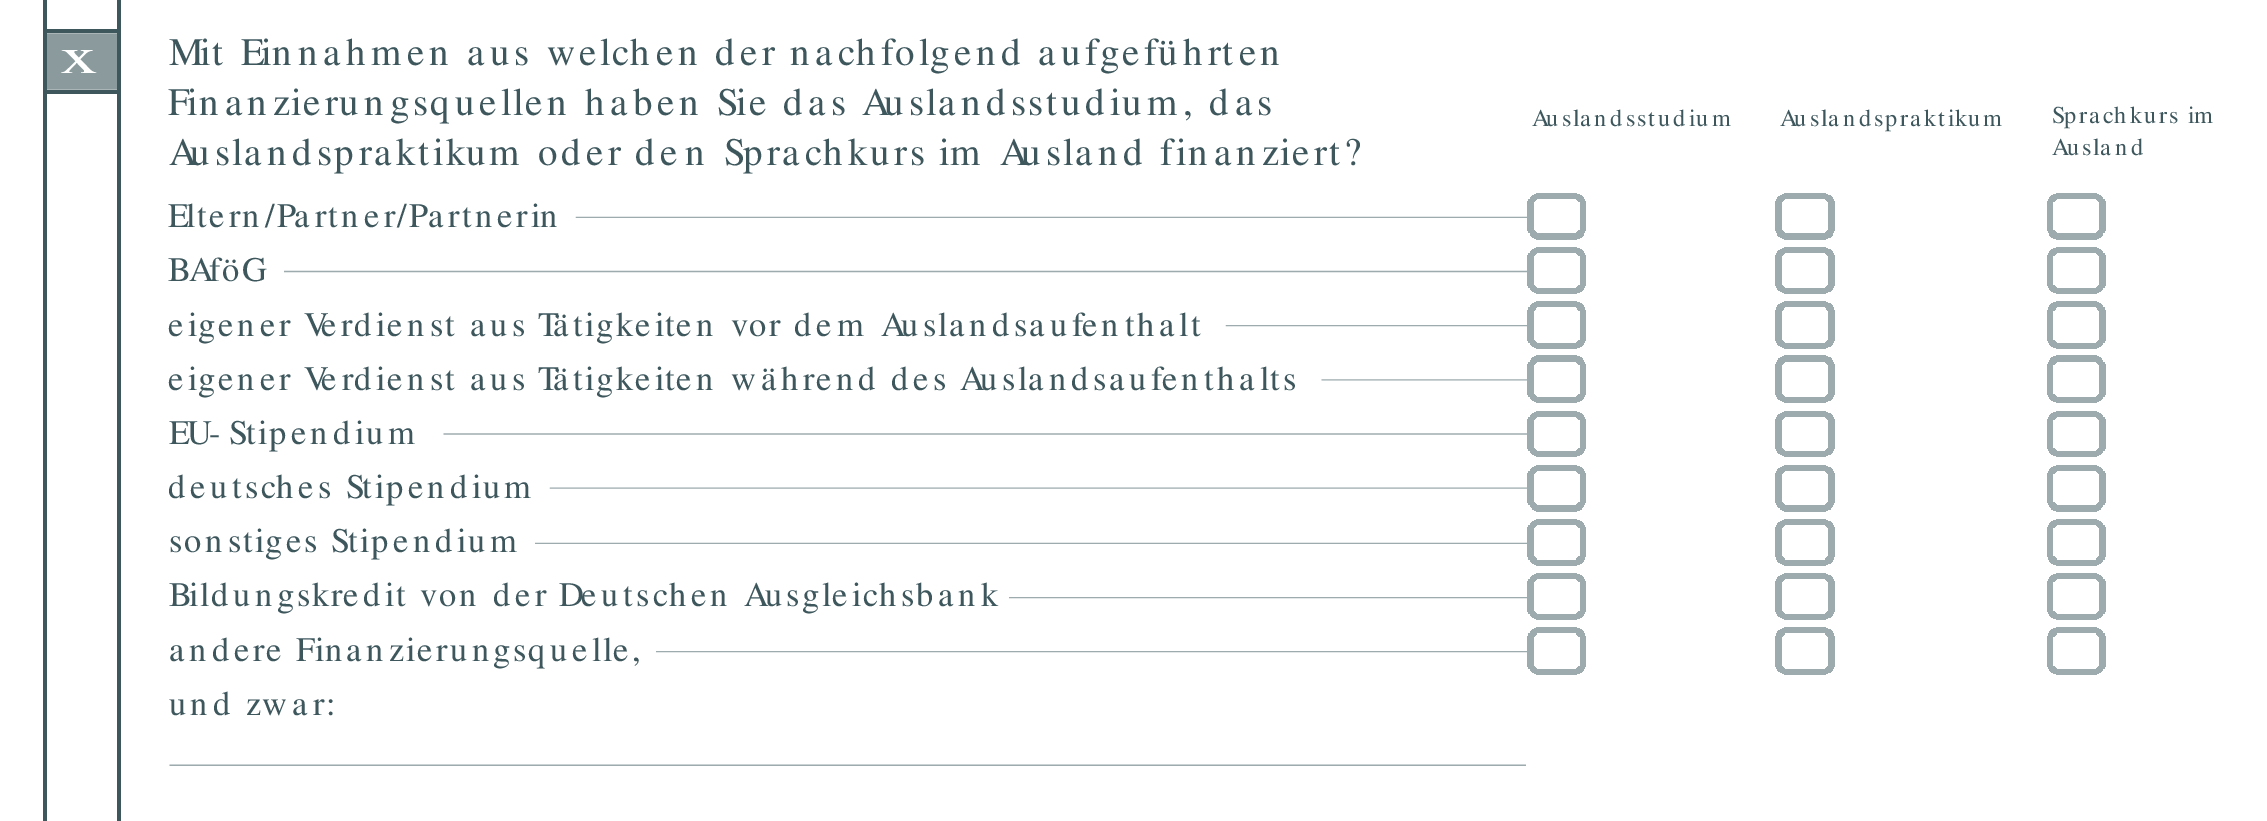 x
Mit Einnahmen aus welchen der nachfolgend aufgeführten
Finanzierungsquellen haben Sie das Auslandsstudium, das
Auslandspraktikum oder den Sprachkurs im Ausland finanziert?
Auslandsstudium
Auslandspraktikum
Sprachkurs im
Ausland
Eltern/Partner/Partnerin
BAföG
eigener Verdienst aus Tätigkeiten vor dem Auslandsaufenthalt
eigener Verdienst aus Tätigkeiten während des Auslandsaufenthalts
EU- Stipendium
deutsches Stipendium
sonstiges Stipendium
Bildungskredit von der Deutschen Ausgleichsbank
andere Finanzierungsquelle,
und zwar: